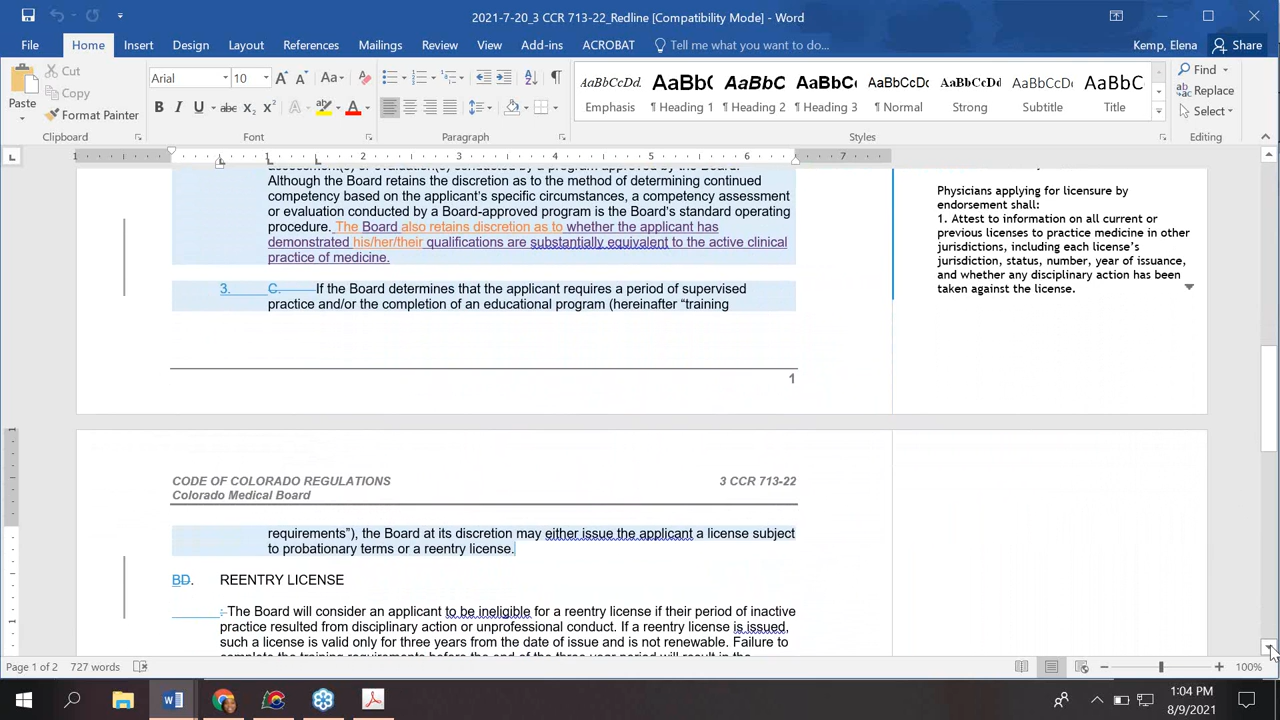 2021-7-20_3 CCR 713-22_Redline [Compatibility Mode] - Word
File Home Insert Design Layout References Mailings Review View Add-ins ACROBAT Tell me what you want to do... Kemp, Elena Share
Paste Cut Copy Format Painter
Clipboard
Arial 10 Aa
B I U abc x₂ x² A A
Font
Paragraph
AaBbCcDd. AaBbC AaBbCc AaBbCc AaBbCcDd AaBbCcDd AaBbCcDd AaBbC
Emphasis ¶ Heading 1 ¶ Heading 2 ¶ Heading 3 ¶ Normal Strong Subtitle Title
Styles
Find
Replace
Select
Editing
1 1 2 3 4 5 6 7
Although the Board retains the discretion as to the method of determining continued
competency based on the applicant's specific circumstances, a competency assessment
or evaluation conducted by a Board-approved program is the Board's standard operating
procedure. The Board also retains discretion as to whether the applicant has
demonstrated his/her/their qualifications are substantially equivalent to the active clinical
practice of medicine.
3. C. If the Board determines that the applicant requires a period of supervised
practice and/or the completion of an educational program (hereinafter “training
1
Physicians applying for licensure by
endorsement shall:
1. Attest to information on all current or
previous licenses to practice medicine in other
jurisdictions, including each license's
jurisdiction, status, number, year of issuance,
and whether any disciplinary action has been
taken against the license.
CODE OF COLORADO REGULATIONS 3 CCR 713-22
Colorado Medical Board
requirements”), the Board at its discretion may either issue the applicant a license subject
to probationary terms or a reentry license.
BD. REENTRY LICENSE
: The Board will consider an applicant to be ineligible for a reentry license if their period of inactive
practice resulted from disciplinary action or unprofessional conduct. If a reentry license is issued,
such a license is valid only for three years from the date of issue and is not renewable. Failure to
Page 1 of 2 727 words 100%
1:04 PM
8/9/2021